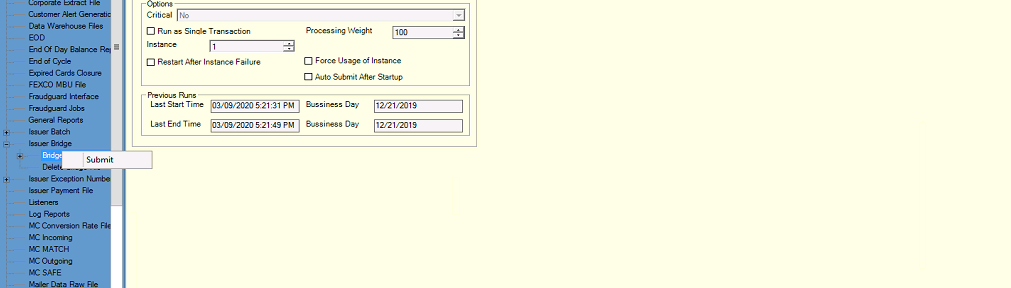 Corporate Extract File
Customer Alert Generatic
Data Warehouse Files
EOD
End Of Day Balance Rep
End of Cycle
Expired Cards Closure
FEXCO MBU File
Fraudguard Interface
Fraudguard Jobs
General Reports
Issuer Batch
Issuer Bridge
Bridge
Submit
Delete
Issuer Exception Numbe
Issuer Payment File
Listeners
Log Reports
MC Conversion Rate File
MC Incoming
MC MATCH
MC Outgoing
MC SAFE
Mailer Data Raw File
Options
Critical No
Run as Single Transaction Processing Weight 100
Instance 1
Restart After Instance Failure Force Usage of Instance
Auto Submit After Startup
Previous Runs
Last Start Time 03/09/2020 5:21:31 PM Bussiness Day 12/21/2019
Last End Time 03/09/2020 5:21:49 PM Bussiness Day 12/21/2019